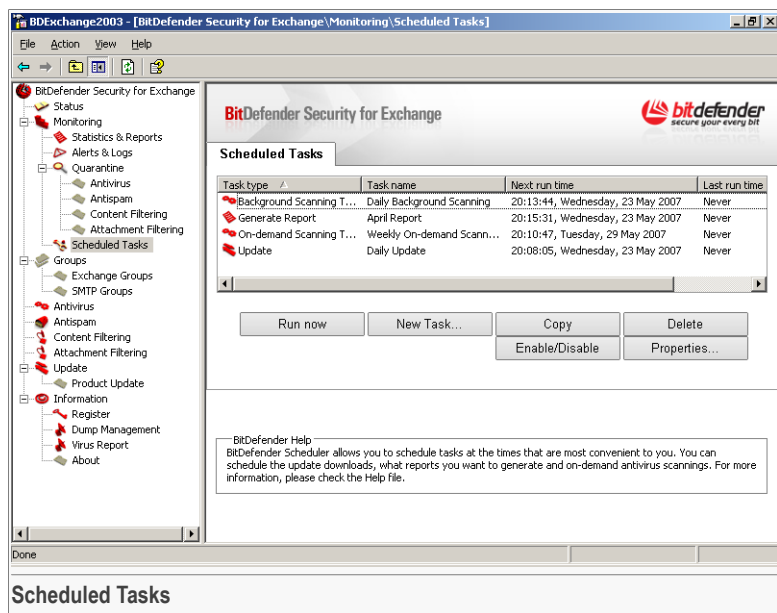 BDExchange2003 - [BitDefender Security for Exchange\Monitoring\Scheduled Tasks]
File Action View Help
BitDefender Security for Exchange
Status
Monitoring
Statistics & Reports
Alerts & Logs
Quarantine
Antivirus
Antispam
Content Filtering
Attachment Filtering
Scheduled Tasks
Groups
Exchange Groups
SMTP Groups
Antivirus
Antispam
Content Filtering
Attachment Filtering
Update
Product Update
Information
Register
Dump Management
Virus Report
About
BitDefender Security for Exchange
bitdefender
secure your every bit
Scheduled Tasks
Task type Task name Next run time Last run time
Background Scanning T... Daily Background Scanning 20:13:44, Wednesday, 23 May 2007 Never
Generate Report April Report 20:15:31, Wednesday, 23 May 2007 Never
On-demand Scanning T... Weekly On-demand Scann... 20:10:47, Tuesday, 29 May 2007 Never
Update Daily Update 20:08:05, Wednesday, 23 May 2007 Never
Run now New Task... Copy Delete
Enable/Disable Properties...
BitDefender Help
BitDefender Scheduler allows you to schedule tasks at the times that are most convenient to you. You can
schedule the update downloads, what reports you want to generate and on-demand antivirus scannings. For more
information, please check the Help file.
Done
Scheduled Tasks